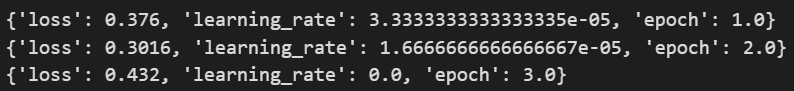 {'loss': 0.376, 'learning_rate': 3.3333333333333335e-05, 'epoch': 1.0}
{'loss': 0.3016, 'learning_rate': 1.6666666666666667e-05, 'epoch': 2.0}
{'loss': 0.432, 'learning_rate': 0.0, 'epoch': 3.0}